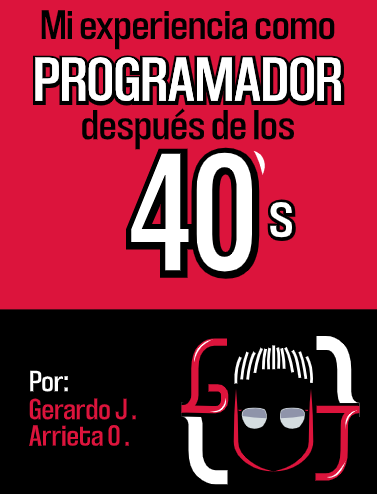 Mi experiencia como
PROGRAMADOR
después de los
40's
Por:
Gerardo J.
Arrieta O.